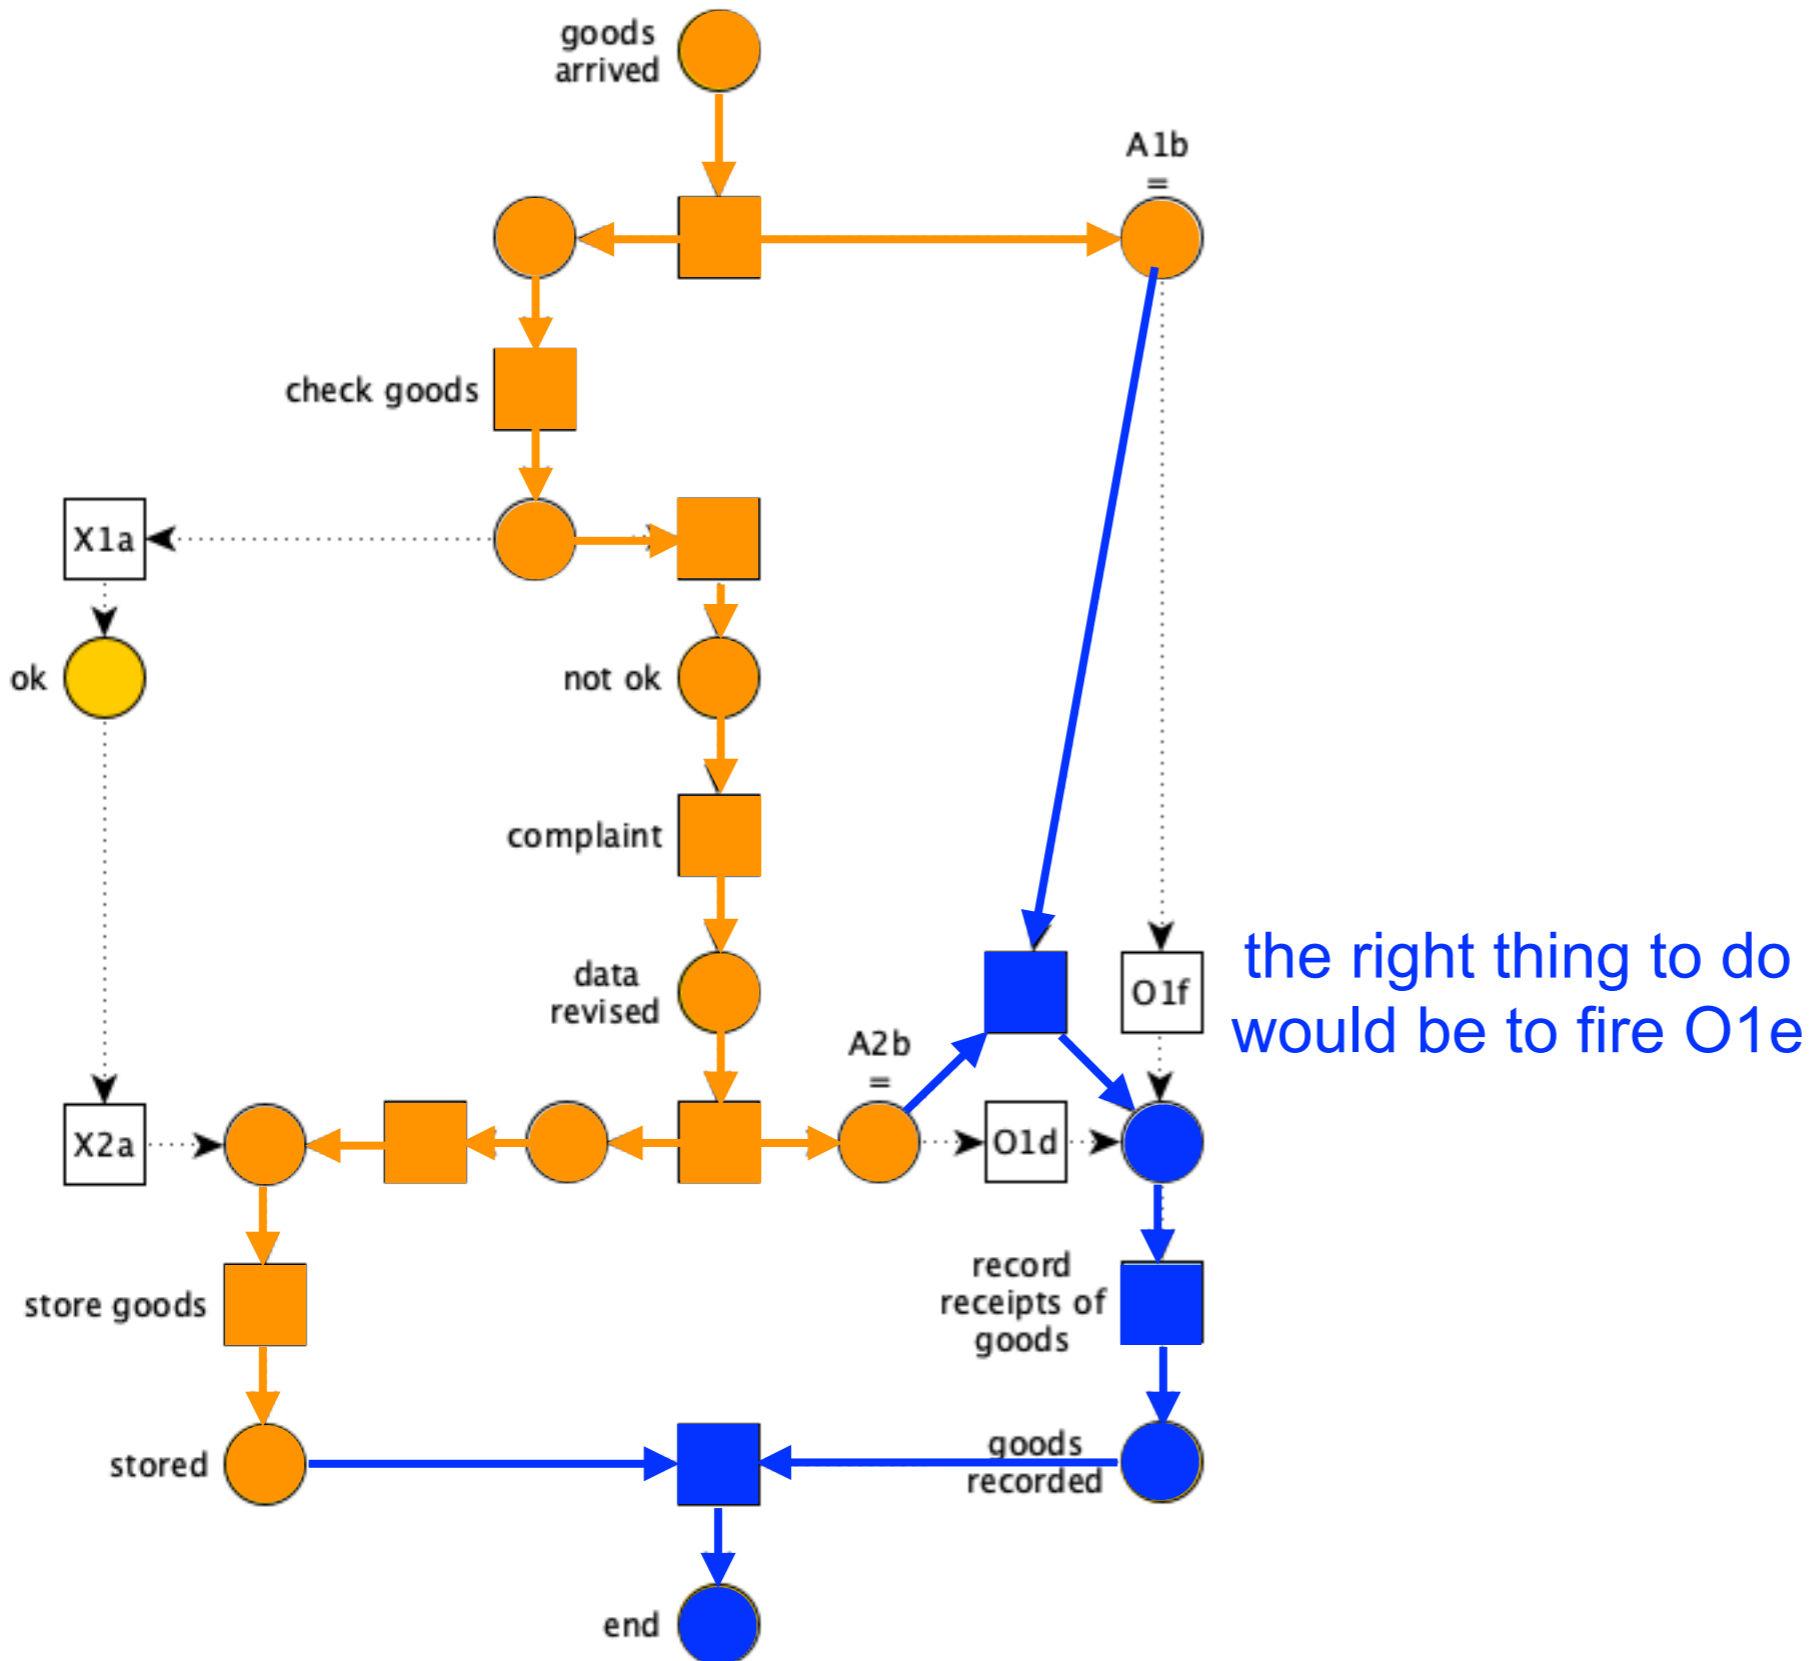 goods
arrived
A1b
=
check goods
X1a
ok
not ok
complaint
data
revised
O1f
the right thing to do
would be to fire O1e
A2b
=
X2a
O1d
store goods
record
receipts of
goods
stored
goods
recorded
end